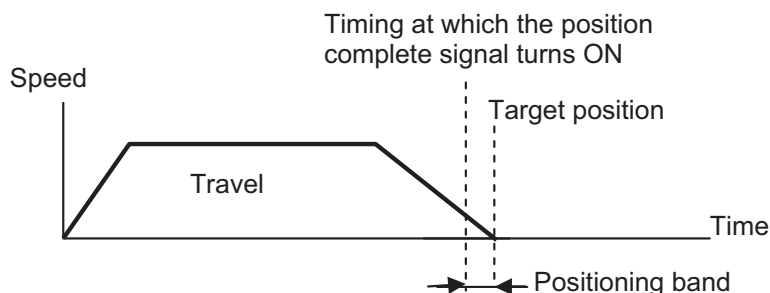 Timing at which the position
complete signal turns ON
Speed
Target position
Travel
Time
Positioning band